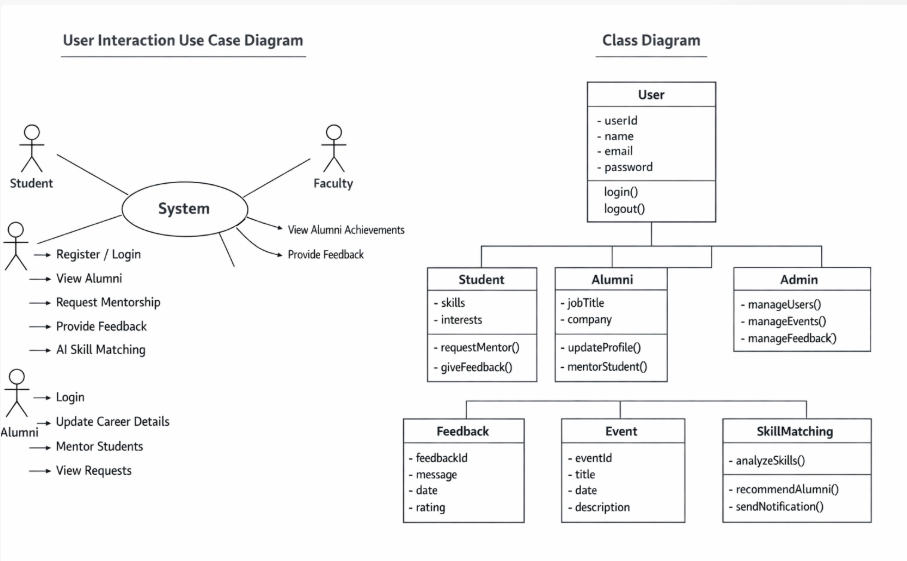 User Interaction Use Case Diagram
Student
Faculty
System
View Alumni Achievements
Provide Feedback
Register / Login
View Alumni
Request Mentorship
Provide Feedback
AI Skill Matching
Alumni
Login
Update Career Details
Mentor Students
View Requests
Class Diagram
User
- userId
- name
- email
- password
login()
logout()
Student
- skills
- interests
- requestMentor()
- giveFeedback()
Alumni
- jobTitle
- company
- updateProfile()
- mentorStudent()
Admin
- manageUsers()
- manageEvents()
- manageFeedback)
Feedback
- feedbackId
- message
- date
- rating
Event
- eventId
- title
- date
- description
SkillMatching
- analyzeSkills()
- recommendAlumni()
- sendNotification()